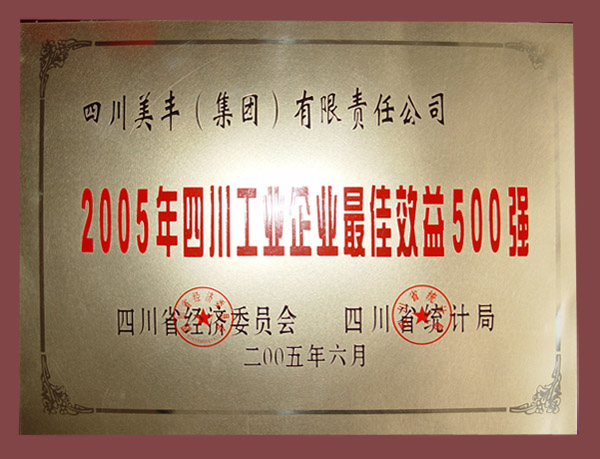 四川美丰（集团）有限责任公司
2005年四川工业企业最佳效益500强
四川省经济委员会 四川省统计局
二00五年六月